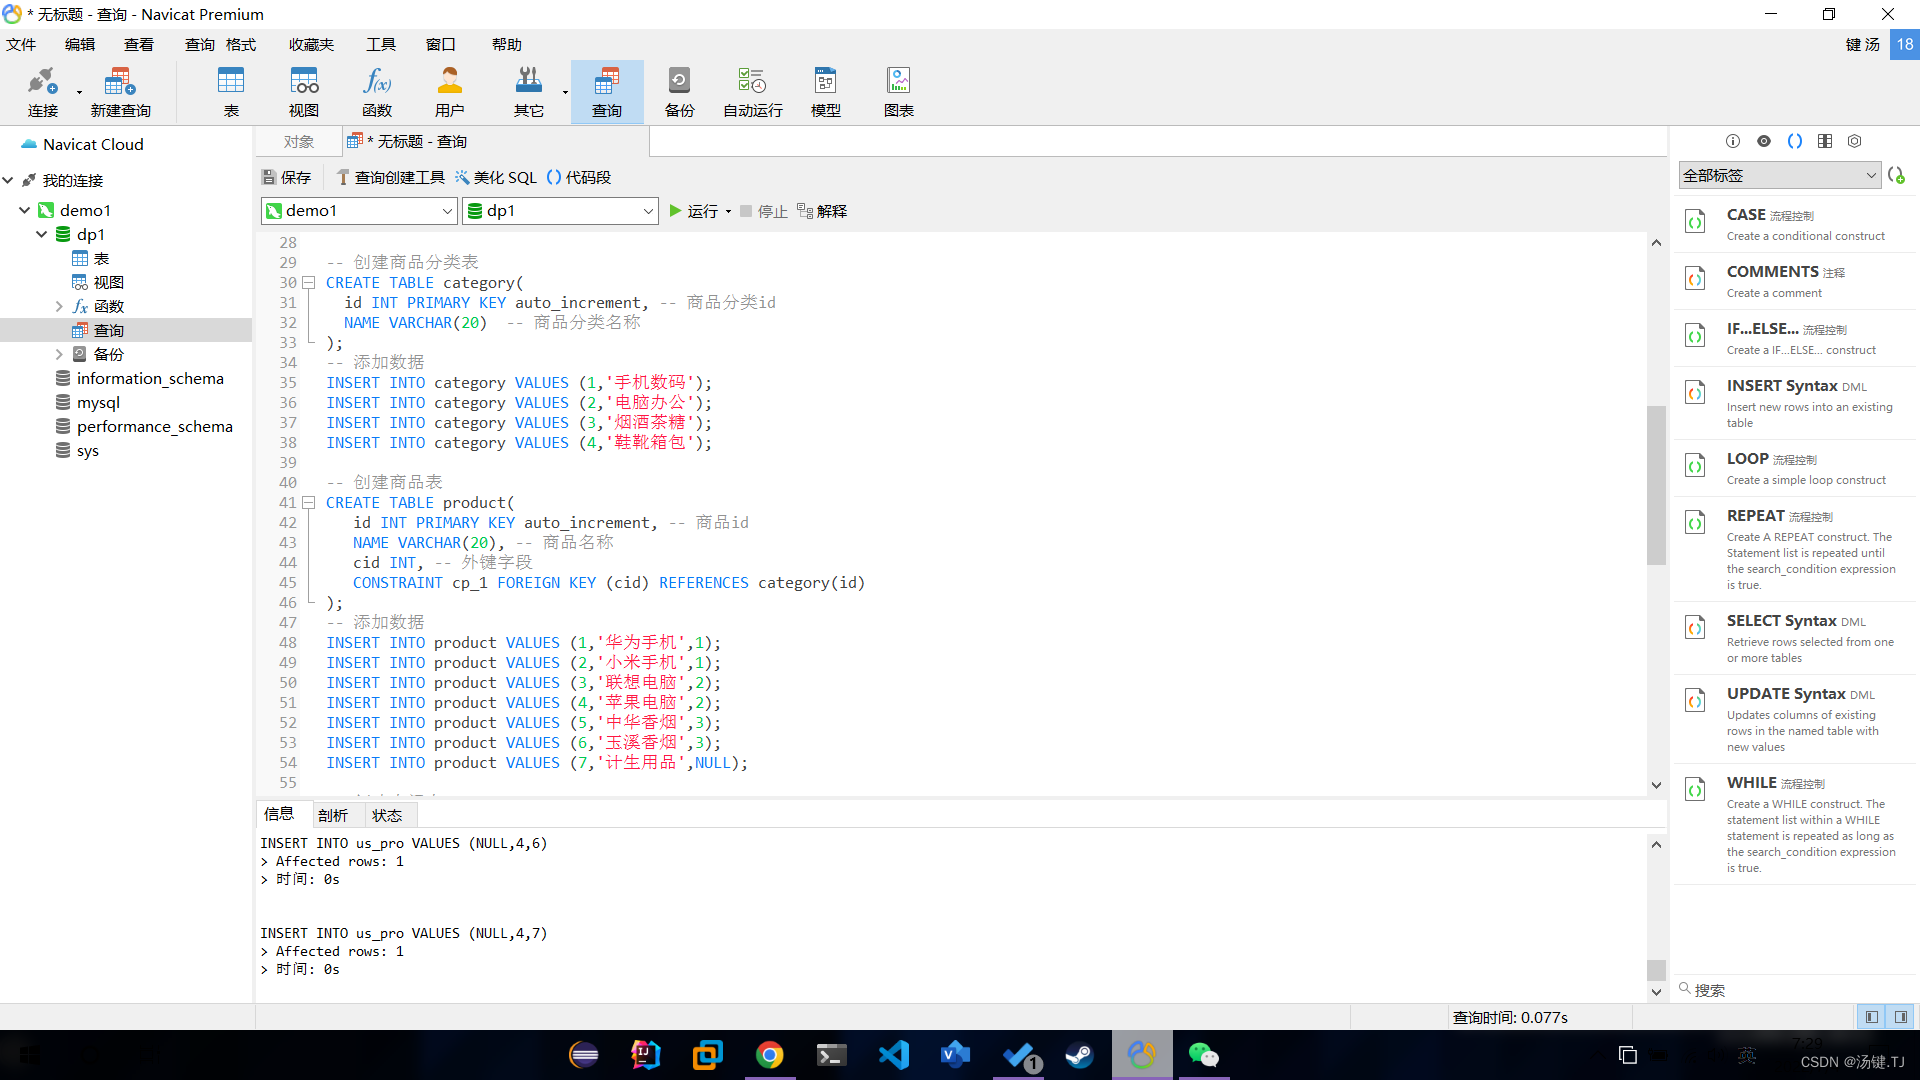 * 无标题 - 查询 - Navicat Premium
文件 编辑 查看 查询 格式 收藏夹 工具 窗口 帮助 键 汤 18
连接 新建查询 表 视图 函数 用户 其它 查询 备份 自动运行 模型 图表
Navicat Cloud
我的连接
demo1
dp1
表
视图
函数
查询
备份
information_schema
mysql
performance_schema
sys
对象 * 无标题 - 查询
保存 查询创建工具 美化 SQL () 代码段
demo1 dp1 运行 停止 解释
28
29 -- 创建商品分类表
30 CREATE TABLE category(
31 id INT PRIMARY KEY auto_increment, -- 商品分类id
32 NAME VARCHAR(20) -- 商品分类名称
33 );
34 -- 添加数据
35 INSERT INTO category VALUES (1,'手机数码');
36 INSERT INTO category VALUES (2,'电脑办公');
37 INSERT INTO category VALUES (3,'烟酒茶糖');
38 INSERT INTO category VALUES (4,'鞋靴箱包');
39
40 -- 创建商品表
41 CREATE TABLE product(
42 id INT PRIMARY KEY auto_increment, -- 商品id
43 NAME VARCHAR(20), -- 商品名称
44 cid INT, -- 外键字段
45 CONSTRAINT cp_1 FOREIGN KEY (cid) REFERENCES category(id)
46 );
47 -- 添加数据
48 INSERT INTO product VALUES (1,'华为手机',1);
49 INSERT INTO product VALUES (2,'小米手机',1);
50 INSERT INTO product VALUES (3,'联想电脑',2);
51 INSERT INTO product VALUES (4,'苹果电脑',2);
52 INSERT INTO product VALUES (5,'中华香烟',3);
53 INSERT INTO product VALUES (6,'玉溪香烟',3);
54 INSERT INTO product VALUES (7,'计生用品',NULL);
55
信息 剖析 状态
INSERT INTO us_pro VALUES (NULL,4,6)
> Affected rows: 1
> 时间: 0s
INSERT INTO us_pro VALUES (NULL,4,7)
> Affected rows: 1
> 时间: 0s
全部标签
CASE 流程控制
Create a conditional construct
COMMENTS 注释
Create a comment
IF...ELSE... 流程控制
Create a IF...ELSE... construct
INSERT Syntax DML
Insert new rows into an existing
table
LOOP 流程控制
Create a simple loop construct
REPEAT 流程控制
Create A REPEAT construct. The
Statement list is repeated until
the search_condition expression
is true.
SELECT Syntax DML
Retrieve rows selected from one
or more tables
UPDATE Syntax DML
Updates columns of existing
rows in the named table with
new values
WHILE 流程控制
Create a WHILE construct. The
statement list within a WHILE
statement is repeated as long as
the search_condition expression
is true.
搜索
查询时间: 0.077s
1
英
7:29
CSDN @汤键.TJ